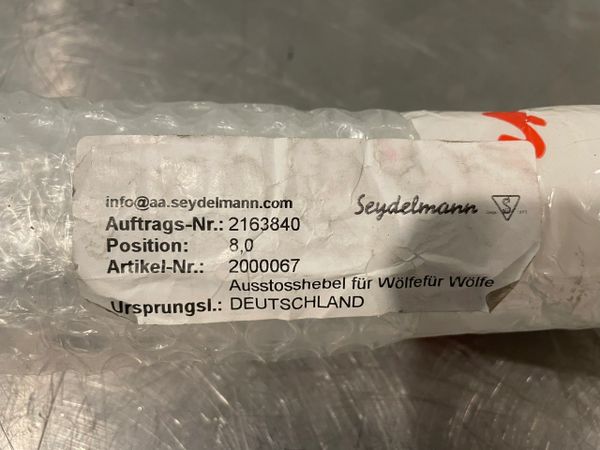 info@aa.seydelmann.com
Seydelmann
Auftrags-Nr.: 2163840
Position: 8,0
Artikel-Nr.: 2000067
Ausstosshebel für Wölfefür Wölfe
Ursprungsl.: DEUTSCHLAND